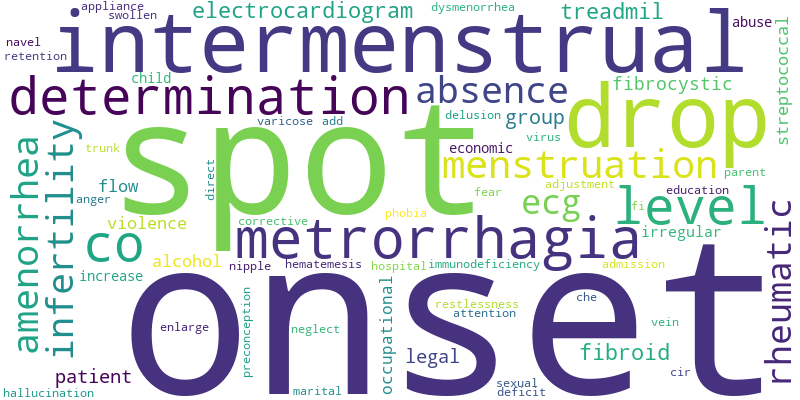 appliance
swollen
electrocardiogram
dysmenorrhea
treadmil
abuse
navel
retention
intermenstrual
streptococcal
child
determination
absence
fibrocystic
drop
varicose
add
delusion
group
virus
spot
trunk
economic
menstruation
parent
amenorrhea
infertility
direct
flow
anger
fear
adjustment
education
ecg
level
fi
violence
corrective
phobia
co
metrorrhagia
irregular
rheumatic
alcohol
nipple
hematemesis
hospital
immunodeficiency
admission
increase
onset
preconception
occupational
restlessness
attention
che
enlarge
neglect
vein
legal
fibroid
patient
cir
hallucination
marital
sexual
deficit